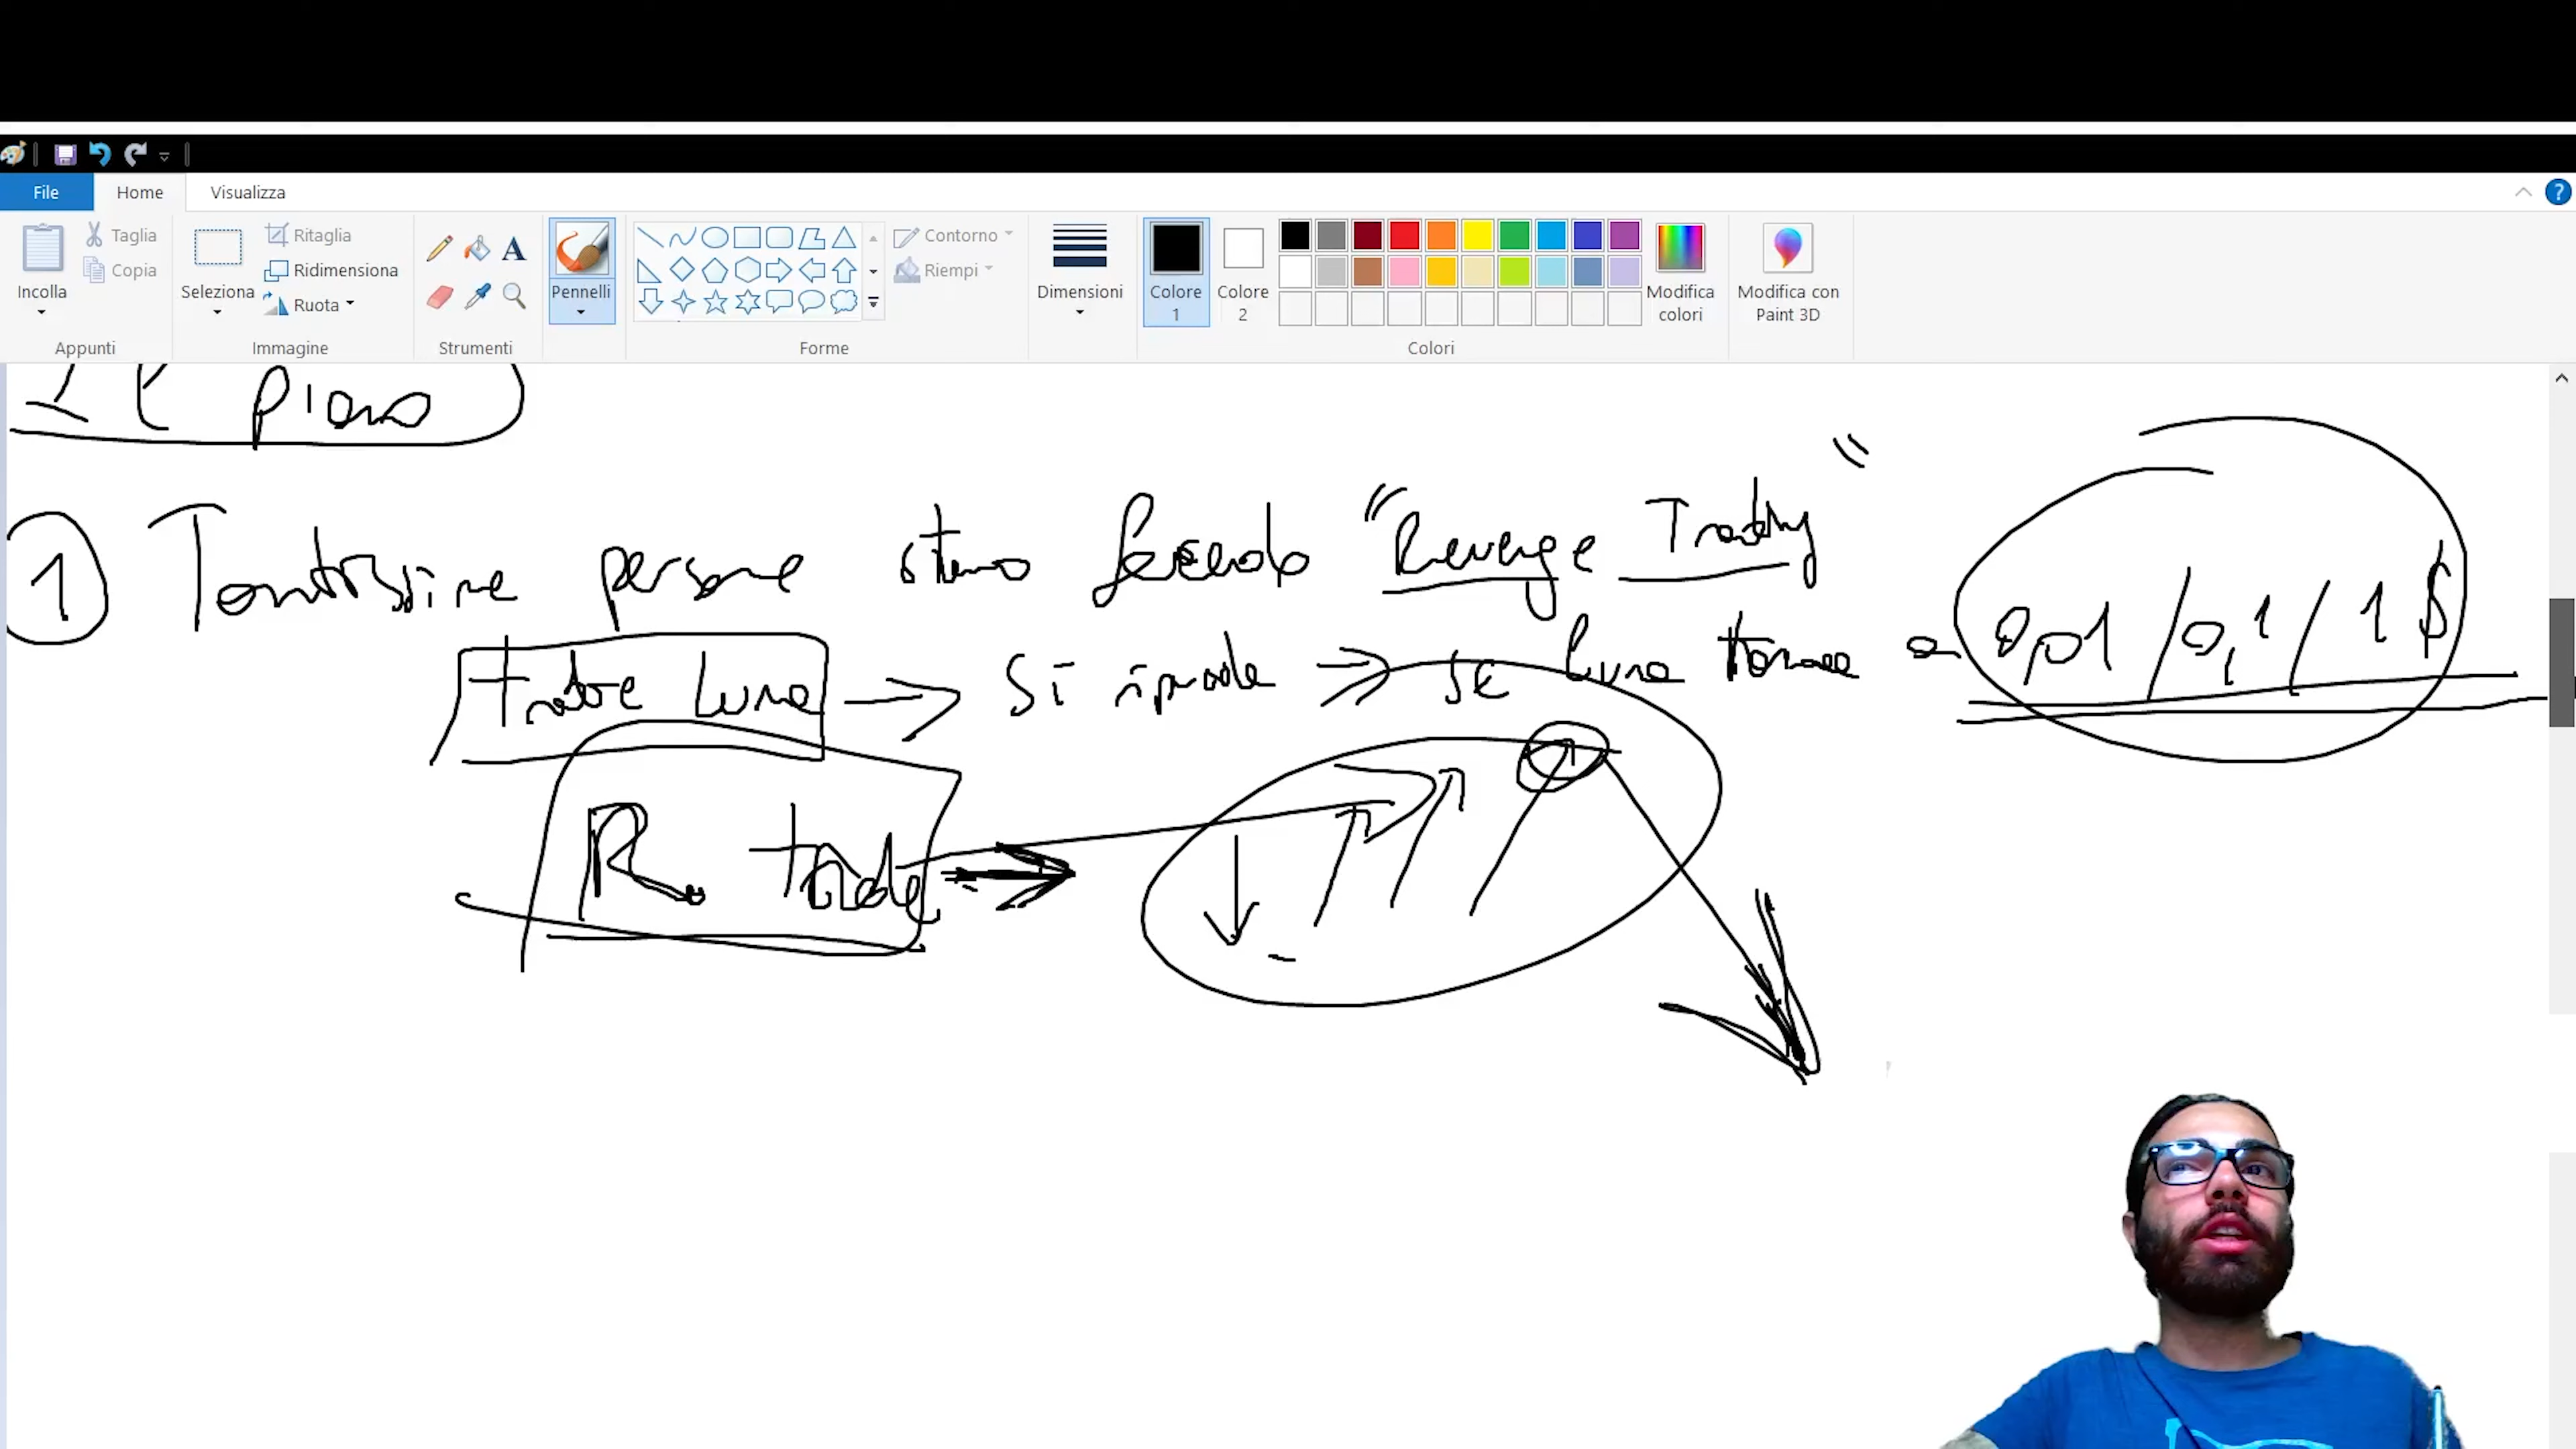 File Home Visualizza
Incolla Taglia Copia Seleziona Ritaglia Ridimensiona Ruota Pennelli Contorno Riempi Dimensioni Colore 1 Colore 2 Modifica colori Modifica con Paint 3D
Appunti Immagine Strumenti Forme Colori
Il piano
1 Tantissime persone stanno facendo "Revenge Trading"
Luna → Si → se Luna torna a 0,01 / 0,1 / 1 $
R. trade